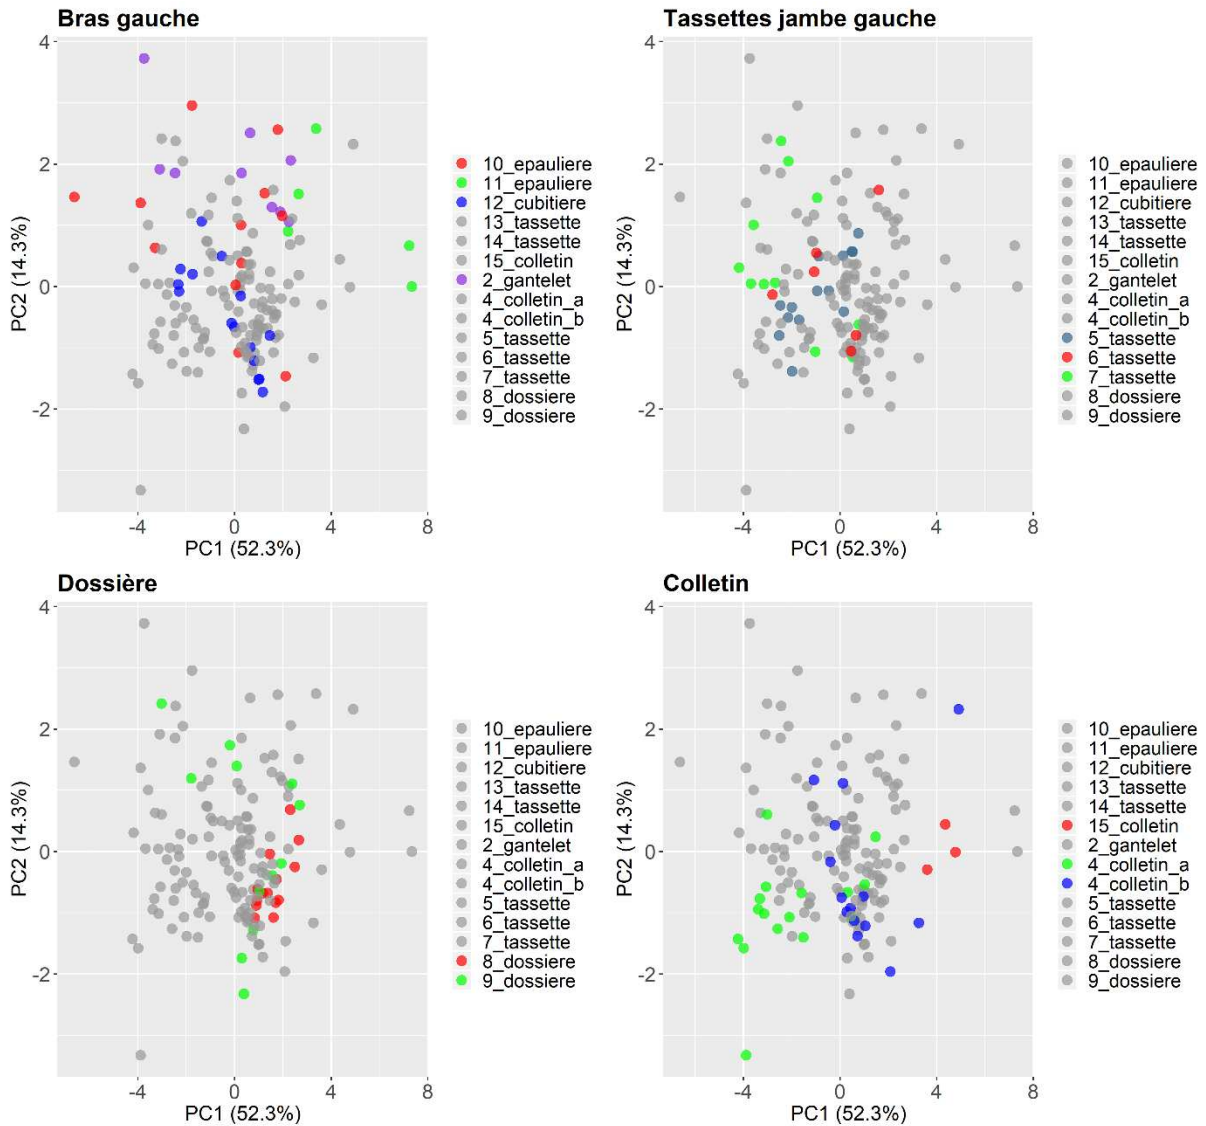 Bras gauche
4
2
0
-2
-4
0
4
8
PC2 (14.3%)
PC1 (52.3%)
10_epauliere
11_epauliere
12_cubitiere
13_tassette
14_tassette
15_colletin
2_gantelet
4_colletin_a
4_colletin_b
5_tassette
6_tassette
7_tassette
8_dossiere
9_dossiere
Tassettes jambe gauche
4
2
0
-2
-4
0
4
8
PC2 (14.3%)
PC1 (52.3%)
10_epauliere
11_epauliere
12_cubitiere
13_tassette
14_tassette
15_colletin
2_gantelet
4_colletin_a
4_colletin_b
5_tassette
6_tassette
7_tassette
8_dossiere
9_dossiere
Dossière
4
2
0
-2
-4
0
4
8
PC2 (14.3%)
PC1 (52.3%)
10_epauliere
11_epauliere
12_cubitiere
13_tassette
14_tassette
15_colletin
2_gantelet
4_colletin_a
4_colletin_b
5_tassette
6_tassette
7_tassette
8_dossiere
9_dossiere
Colletin
4
2
0
-2
-4
0
4
8
PC2 (14.3%)
PC1 (52.3%)
10_epauliere
11_epauliere
12_cubitiere
13_tassette
14_tassette
15_colletin
2_gantelet
4_colletin_a
4_colletin_b
5_tassette
6_tassette
7_tassette
8_dossiere
9_dossiere